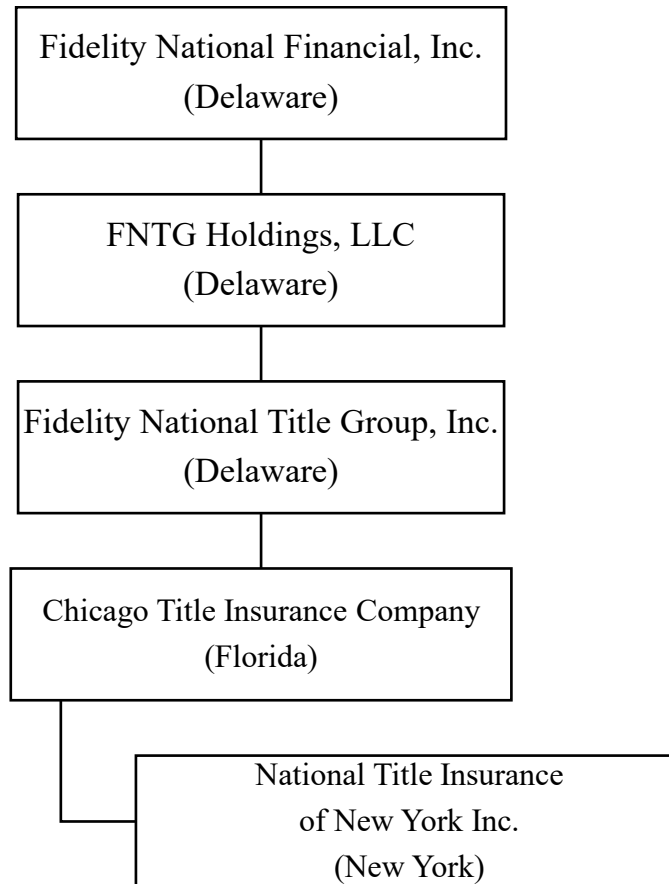 Fidelity National Financial, Inc.
(Delaware)
FNTG Holdings, LLC
(Delaware)
Fidelity National Title Group, Inc.
(Delaware)
Chicago Title Insurance Company
(Florida)
National Title Insurance
of New York Inc.
(New York)